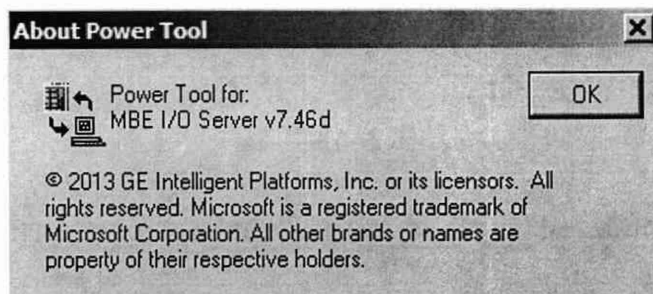 About Power Tool
Power Tool for:
MBE I/O Server v7.46d
OK
© 2013 GE Intelligent Platforms, Inc. or its licensors. All
rights reserved. Microsoft is a registered trademark of
Microsoft Corporation. All other brands or names are
property of their respective holders.